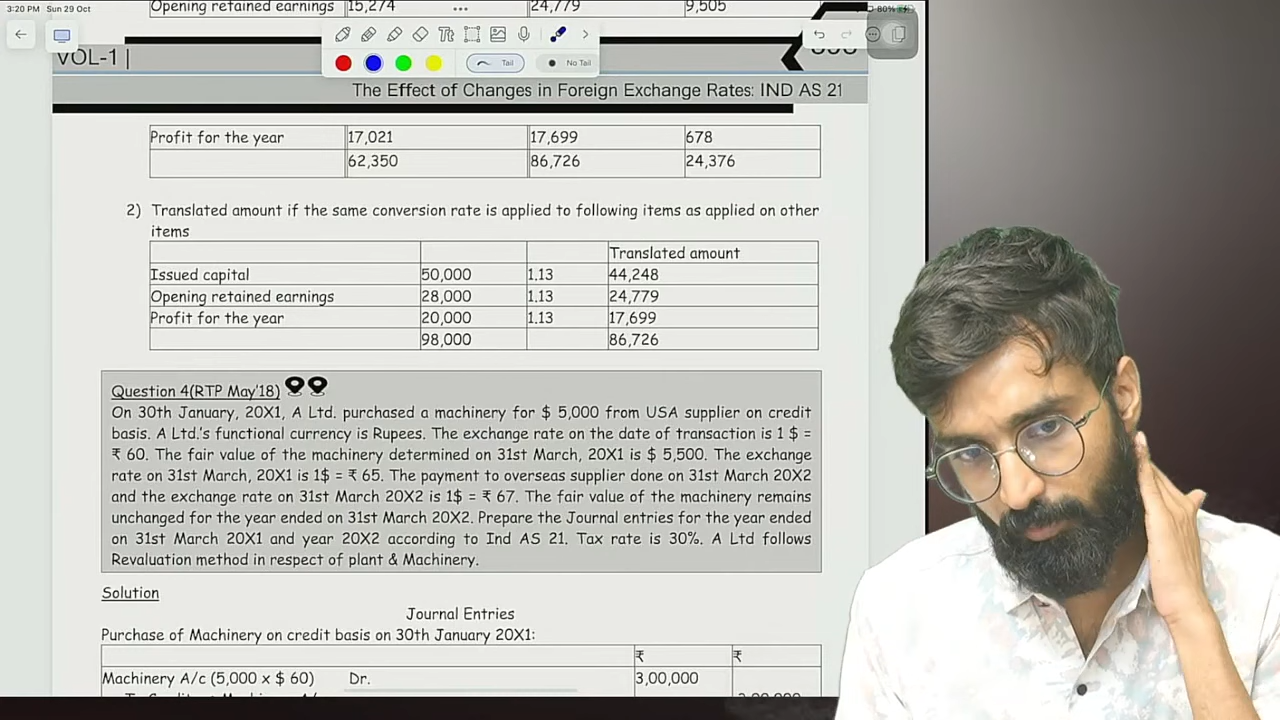 3:20 PM Sun 29 Oct
80%
Opening retained earnings 15,274 24,779 9,505
VOL-1 |
Tail
No Tail
The Effect of Changes in Foreign Exchange Rates: IND AS 21
Profit for the year 17,021 17,699 678
62,350 86,726 24,376
2) Translated amount if the same conversion rate is applied to following items as applied on other
items
Translated amount
Issued capital 50,000 1.13 44,248
Opening retained earnings 28,000 1.13 24,779
Profit for the year 20,000 1.13 17,699
98,000 86,726
Question 4(RTP May'18)
On 30th January, 20X1, A Ltd. purchased a machinery for $ 5,000 from USA supplier on credit
basis. A Ltd.'s functional currency is Rupees. The exchange rate on the date of transaction is 1 $ =
₹ 60. The fair value of the machinery determined on 31st March, 20X1 is $ 5,500. The exchange
rate on 31st March, 20X1 is 1$ = ₹ 65. The payment to overseas supplier done on 31st March 20X2
and the exchange rate on 31st March 20X2 is 1$ = ₹ 67. The fair value of the machinery remains
unchanged for the year ended on 31st March 20X2. Prepare the Journal entries for the year ended
on 31st March 20X1 and year 20X2 according to Ind AS 21. Tax rate is 30%. A Ltd follows
Revaluation method in respect of plant & Machinery.
Solution
Journal Entries
Purchase of Machinery on credit basis on 30th January 20X1:
₹ ₹
Machinery A/c (5,000 x $ 60) Dr. 3,00,000